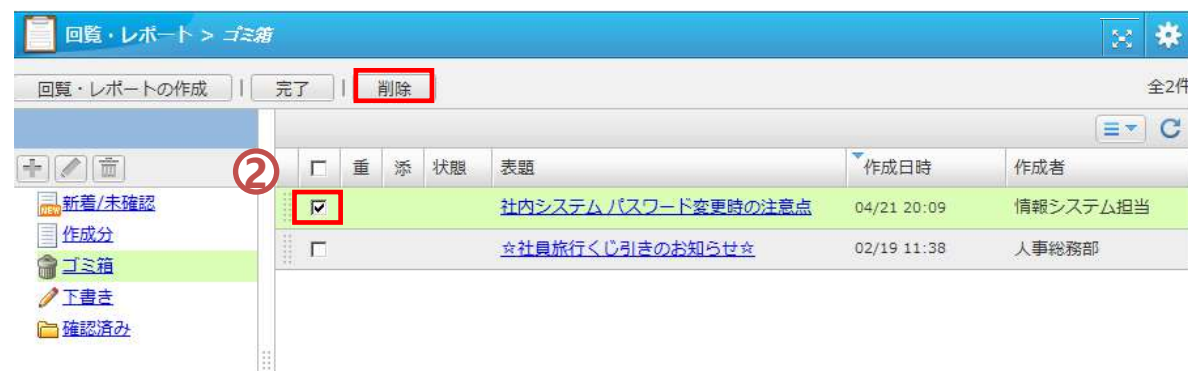 回覧・レポート > ゴミ箱
回覧・レポートの作成 | 完了 | 削除 全2件
②
重 添 状態 表題 作成日時 作成者
NEW 新着/未確認
作成分
ゴミ箱
下書き
確認済み
社内システム パスワード変更時の注意点 04/21 20:09 情報システム担当
☆社員旅行くじ引きのお知らせ☆ 02/19 11:38 人事総務部